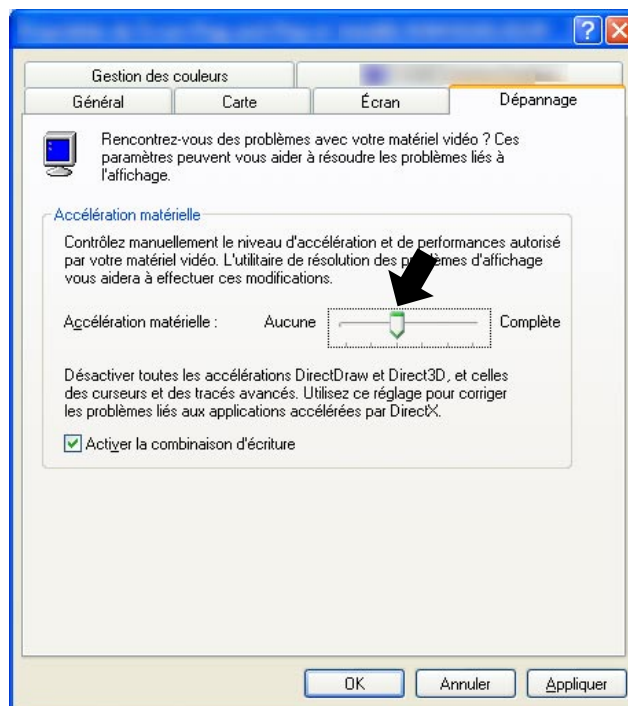 Gestion des couleurs
Général
Carte
Écran
Dépannage
Rencontrez-vous des problèmes avec votre matériel vidéo ? Ces
paramètres peuvent vous aider à résoudre les problèmes liés à
l'affichage.
Accélération matérielle
Contrôlez manuellement le niveau d'accélération et de performances autorisé
par votre matériel vidéo. L'utilitaire de résolution des problèmes d'affichage
vous aidera à effectuer ces modifications.
Accélération matérielle :
Aucune
Complète
Désactiver toutes les accélérations DirectDraw et Direct3D, et celles
des curseurs et des tracés avancés. Utilisez ce réglage pour corriger
les problèmes liés aux applications accélérées par DirectX.
Activer la combinaison d'écriture
OK
Annuler
Appliquer